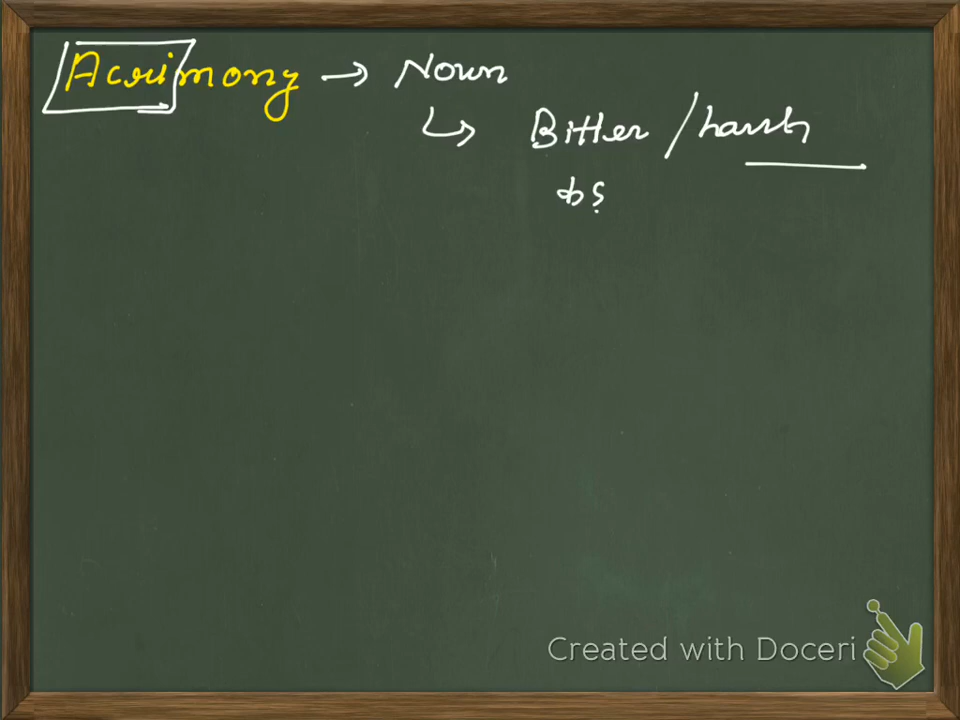 Acrimony → Noun
↳ Bitter / harsh
Created with Doceri